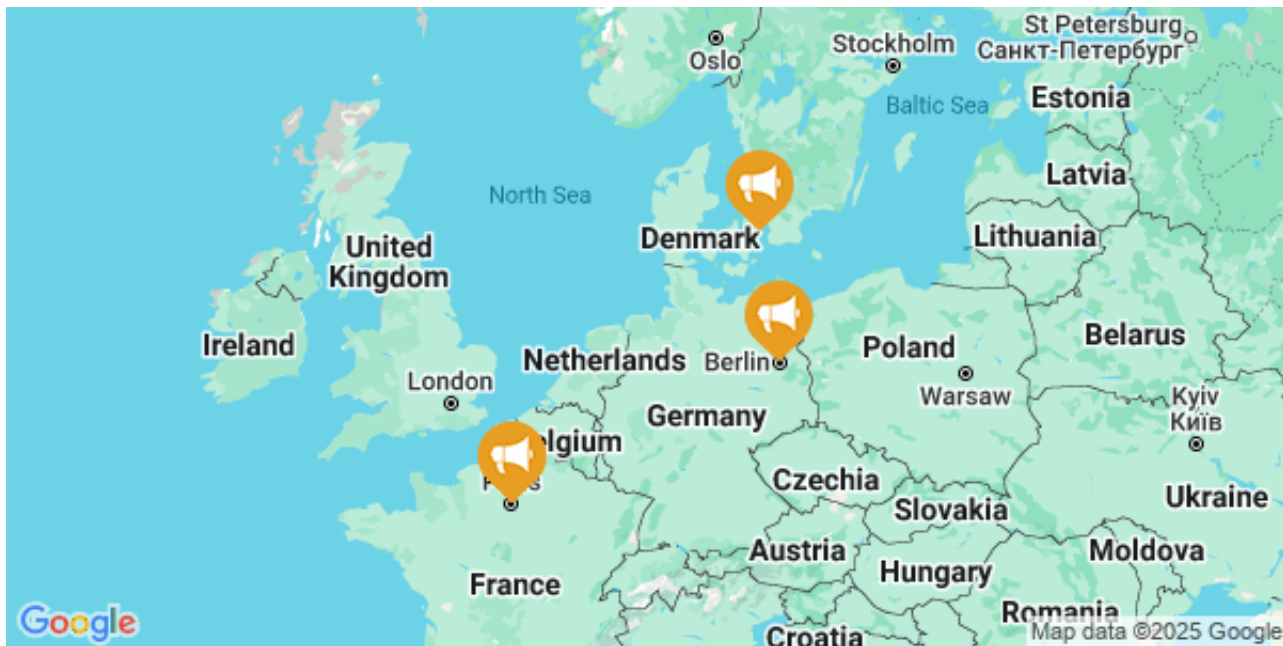 St Petersburg
Санкт-Петербург
Oslo
Stockholm
Baltic Sea
Estonia
Latvia
North Sea
Denmark
Lithuania
United
Kingdom
Ireland
Netherlands
Berlin
Poland
Belarus
London
Warsaw
Kyiv
Київ
Germany
Czechia
Slovakia
Ukraine
Austria
Moldova
France
Hungary
Romania
Croatia
Google
Map data ©2025 Google